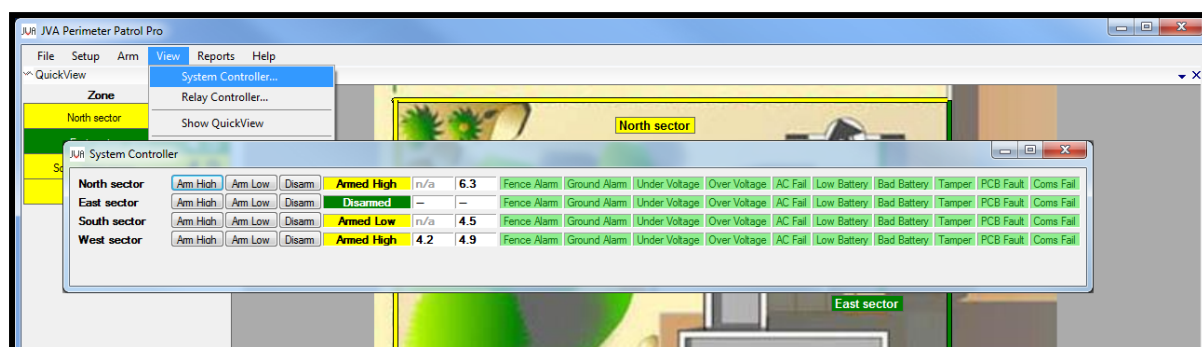 JVA JVA Perimeter Patrol Pro
File Setup Arm View Reports Help
QuickView
System Controller...
Zone
Relay Controller...
North sector
Show QuickView
North sector
JVA System Controller
North sector Arm High Arm Low Disarm Armed High n/a 6.3 Fence Alarm Ground Alarm Under Voltage Over Voltage AC Fail Low Battery Bad Battery Tamper PCB Fault Coms Fail
East sector Arm High Arm Low Disarm Disarmed – – Fence Alarm Ground Alarm Under Voltage Over Voltage AC Fail Low Battery Bad Battery Tamper PCB Fault Coms Fail
South sector Arm High Arm Low Disarm Armed Low n/a 4.5 Fence Alarm Ground Alarm Under Voltage Over Voltage AC Fail Low Battery Bad Battery Tamper PCB Fault Coms Fail
West sector Arm High Arm Low Disarm Armed High 4.2 4.9 Fence Alarm Ground Alarm Under Voltage Over Voltage AC Fail Low Battery Bad Battery Tamper PCB Fault Coms Fail
East sector